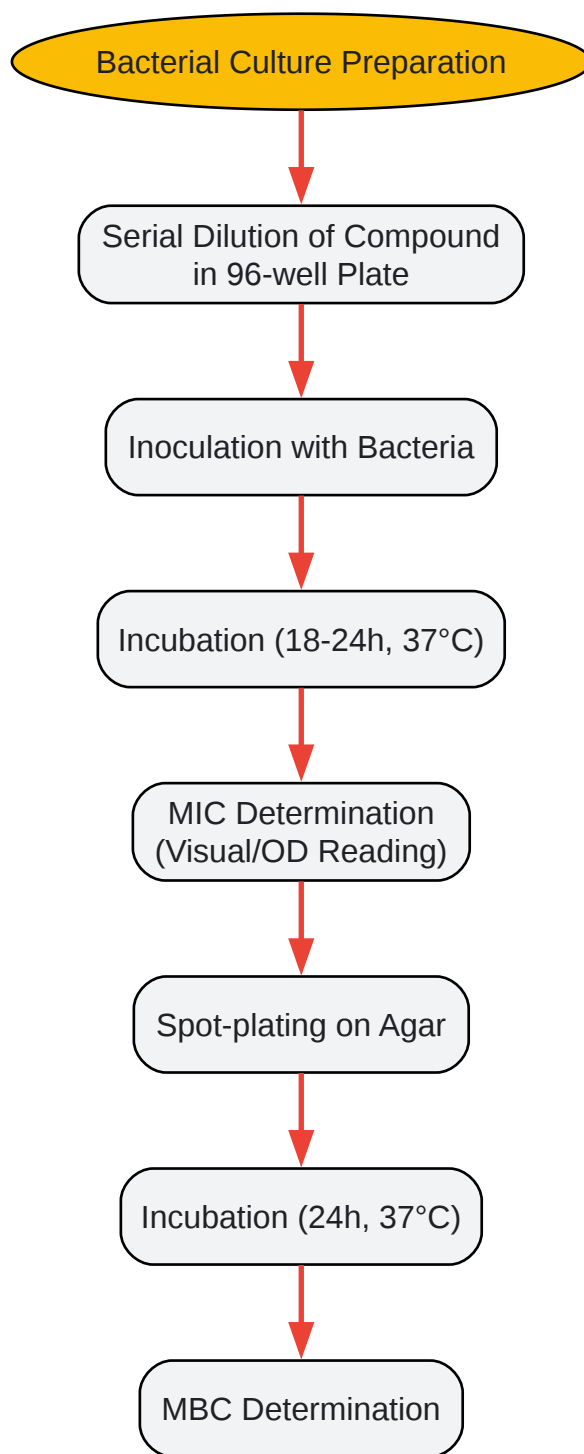 Bacterial Culture Preparation
Serial Dilution of Compound
in 96-well Plate
Inoculation with Bacteria
Incubation (18-24h, 37°C)
MIC Determination
(Visual/OD Reading)
Spot-plating on Agar
Incubation (24h, 37°C)
MBC Determination